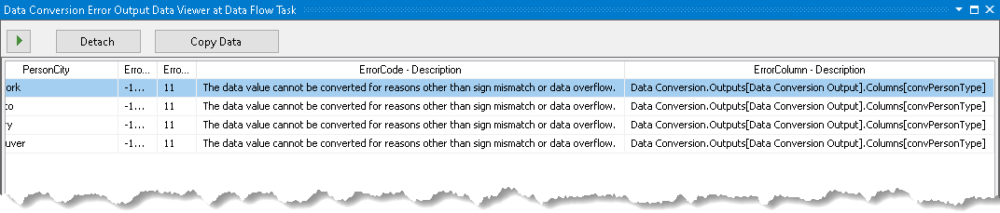 Data Conversion Error Output Data Viewer at Data Flow Task
Detach Copy Data
PersonCity Erro... Erro... ErrorCode - Description ErrorColumn - Description
ork -1... 11 The data value cannot be converted for reasons other than sign mismatch or data overflow. Data Conversion.Outputs[Data Conversion Output].Columns[convPersonType]
to -1... 11 The data value cannot be converted for reasons other than sign mismatch or data overflow. Data Conversion.Outputs[Data Conversion Output].Columns[convPersonType]
ry -1... 11 The data value cannot be converted for reasons other than sign mismatch or data overflow. Data Conversion.Outputs[Data Conversion Output].Columns[convPersonType]
uver -1... 11 The data value cannot be converted for reasons other than sign mismatch or data overflow. Data Conversion.Outputs[Data Conversion Output].Columns[convPersonType]